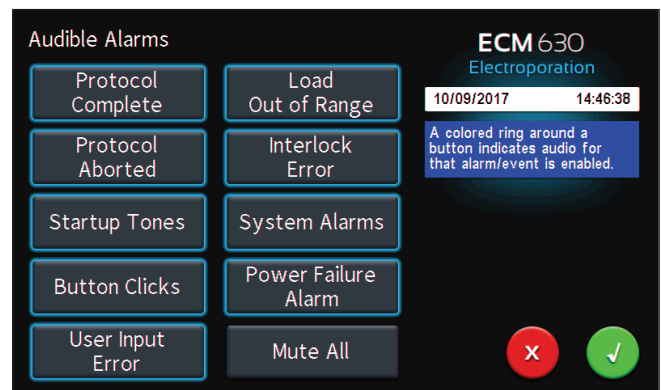 Audible Alarms
Protocol
Complete
Load
Out of Range
Protocol
Aborted
Interlock
Error
Startup Tones
System Alarms
Button Clicks
Power Failure
Alarm
User Input
Error
Mute All
ECM 630
Electroporation
10/09/2017 14:46:38
A colored ring around a
button indicates audio for
that alarm/event is enabled.
X
√